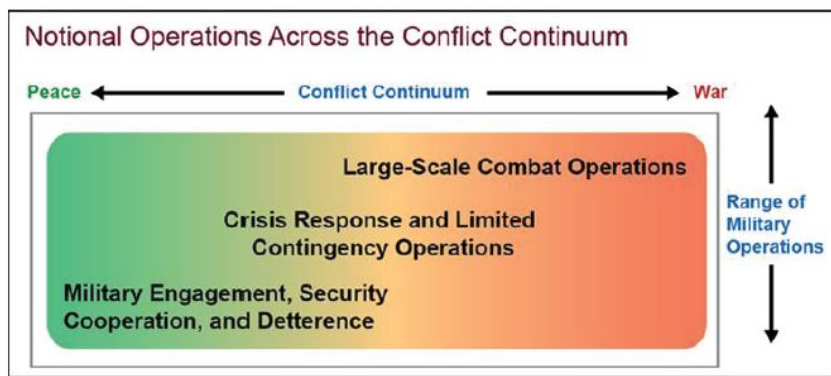 Notional Operations Across the Conflict Continuum
Peace
Conflict Continuum
War
Large-Scale Combat Operations
Crisis Response and Limited
Contingency Operations
Military Engagement, Security
Cooperation, and Detterence
Range of
Military
Operations